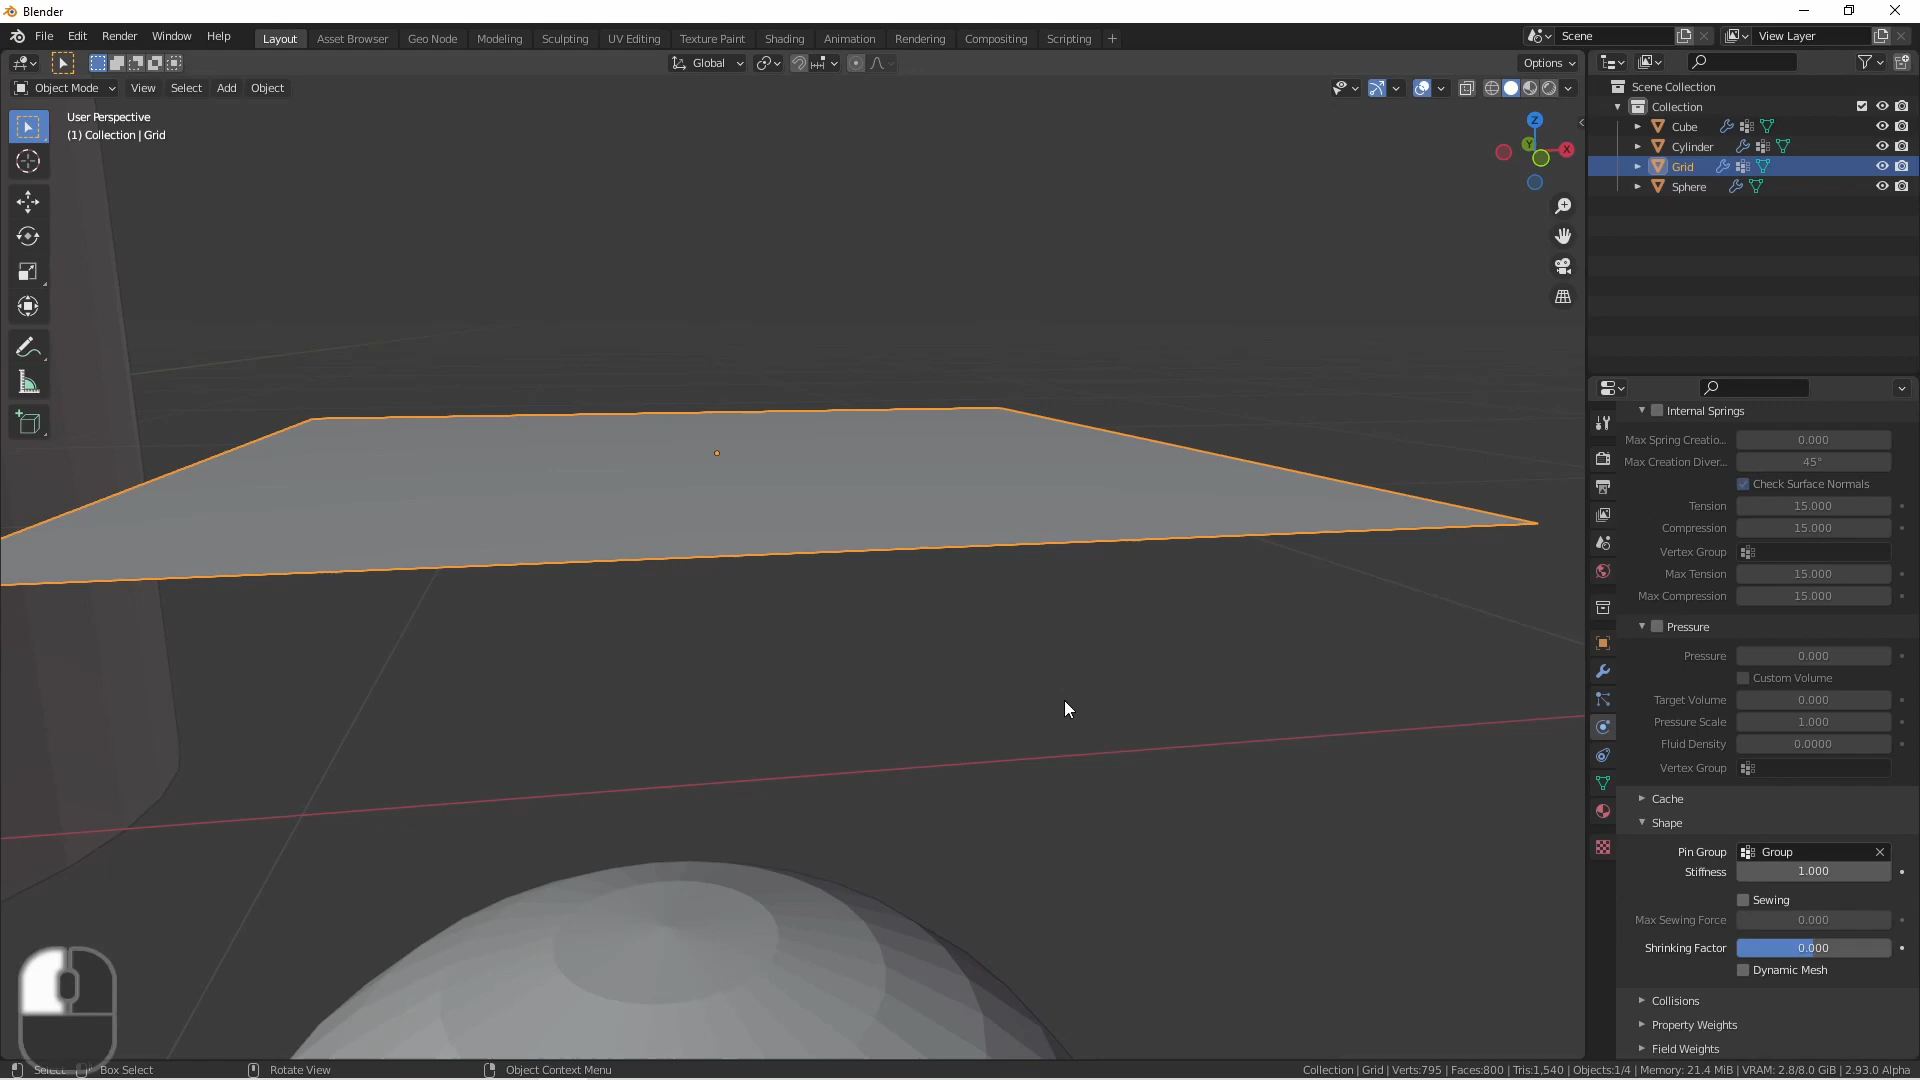 Blender
File Edit Render Window Help
Layout Asset Browser Geo Node Modeling Sculpting UV Editing Texture Paint Shading Animation Rendering Compositing Scripting +
Scene
View Layer
Global
Options
Object Mode View Select Add Object
User Perspective
(1) Collection | Grid
Z
Y
X
Scene Collection
Collection
Cube
Cylinder
Grid
Sphere
Internal Springs
Max Spring Creatio... 0.000
Max Creation Diver... 45°
Check Surface Normals
Tension 15.000
Compression 15.000
Vertex Group
Max Tension 15.000
Max Compression 15.000
Pressure
Pressure 0.000
Custom Volume
Target Volume 0.000
Pressure Scale 1.000
Fluid Density 0.0000
Vertex Group
Cache
Shape
Pin Group Group
Stiffness 1.000
Sewing
Max Sewing Force 0.000
Shrinking Factor 0.000
Dynamic Mesh
Collisions
Property Weights
Field Weights
Select Box Select Rotate View Object Context Menu
Collection | Grid | Verts:795 | Faces:800 | Tris:1,540 | Objects:1/4 | Memory: 21.4 MiB | VRAM: 2.8/8.0 GiB | 2.93.0 Alpha